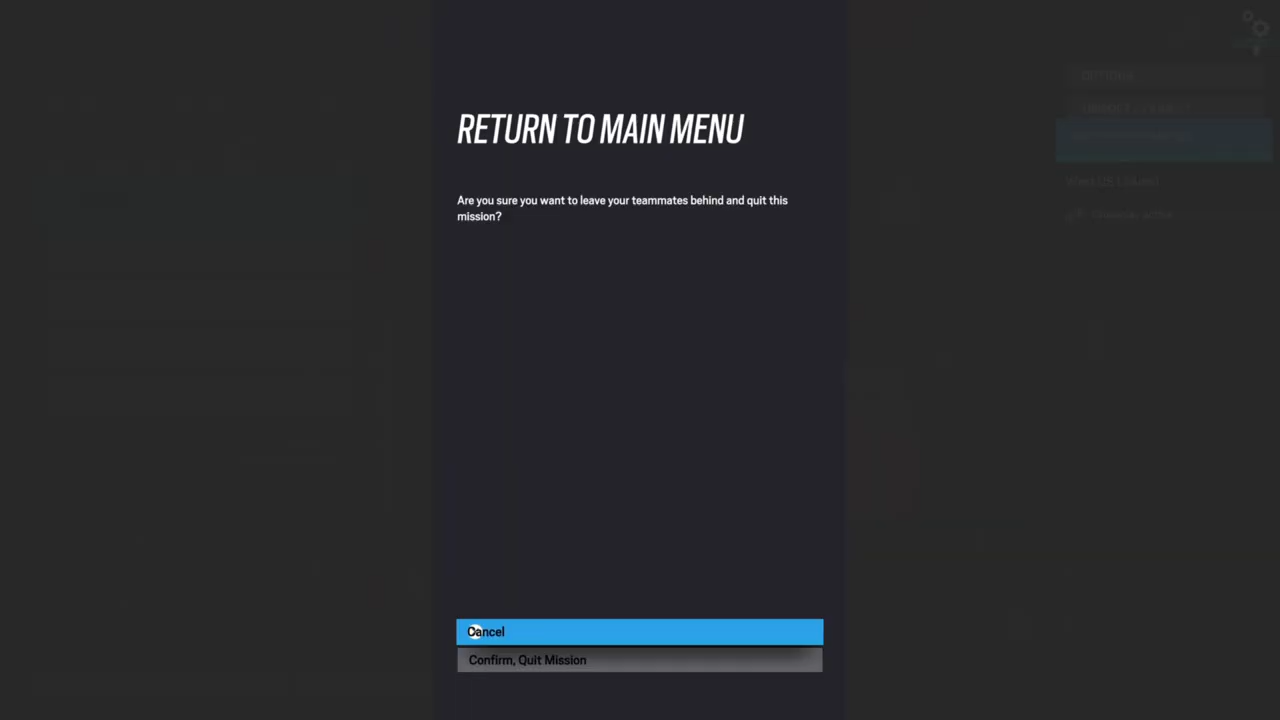 RETURN TO MAIN MENU
Are you sure you want to leave your teammates behind and quit this
mission?
OPTIONS
Cancel
Confirm, Quit Mission